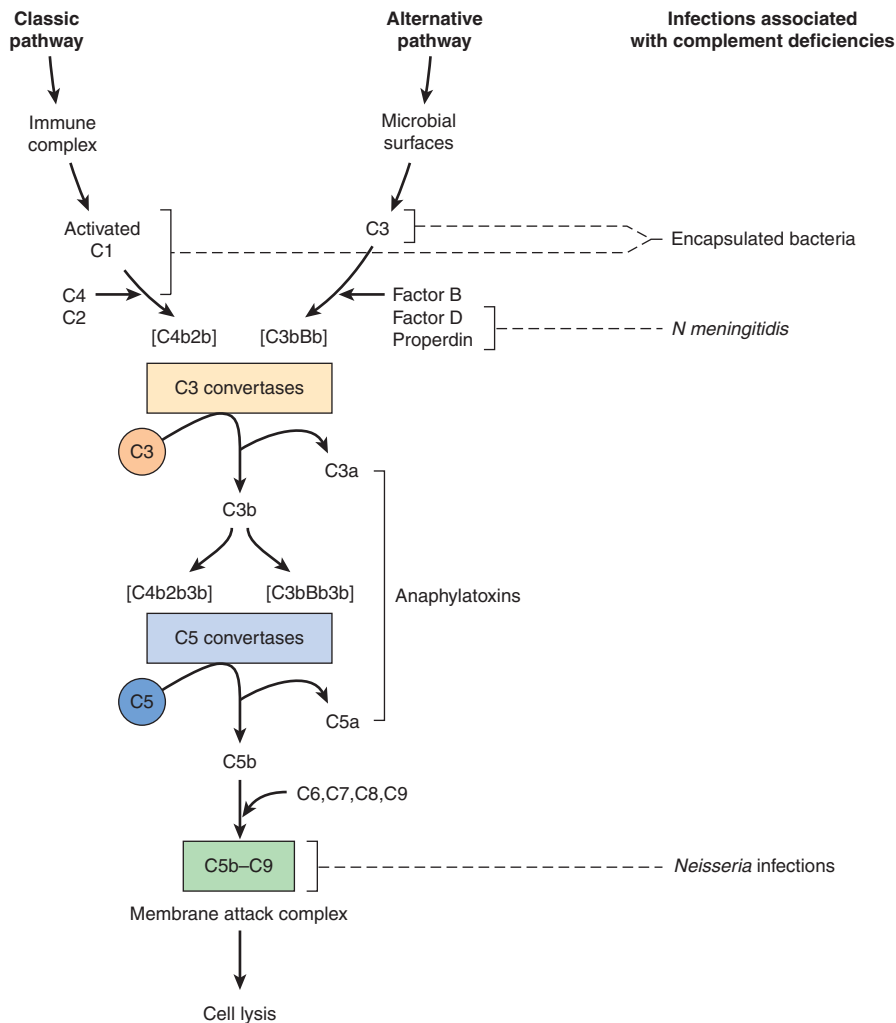 Classic
pathway
Alternative
pathway
Infections associated
with complement deficiencies
Immune
complex
Microbial
surfaces
Activated
C1
C3
Encapsulated bacteria
C4
C2
Factor B
Factor D
Properdin
N meningitidis
[C4b2b]
[C3bBb]
C3 convertases
C3
C3a
C3b
[C4b2b3b]
[C3bBb3b]
Anaphylatoxins
C5 convertases
C5
C5a
C5b
C6,C7,C8,C9
C5b–C9
Neisseria infections
Membrane attack complex
Cell lysis